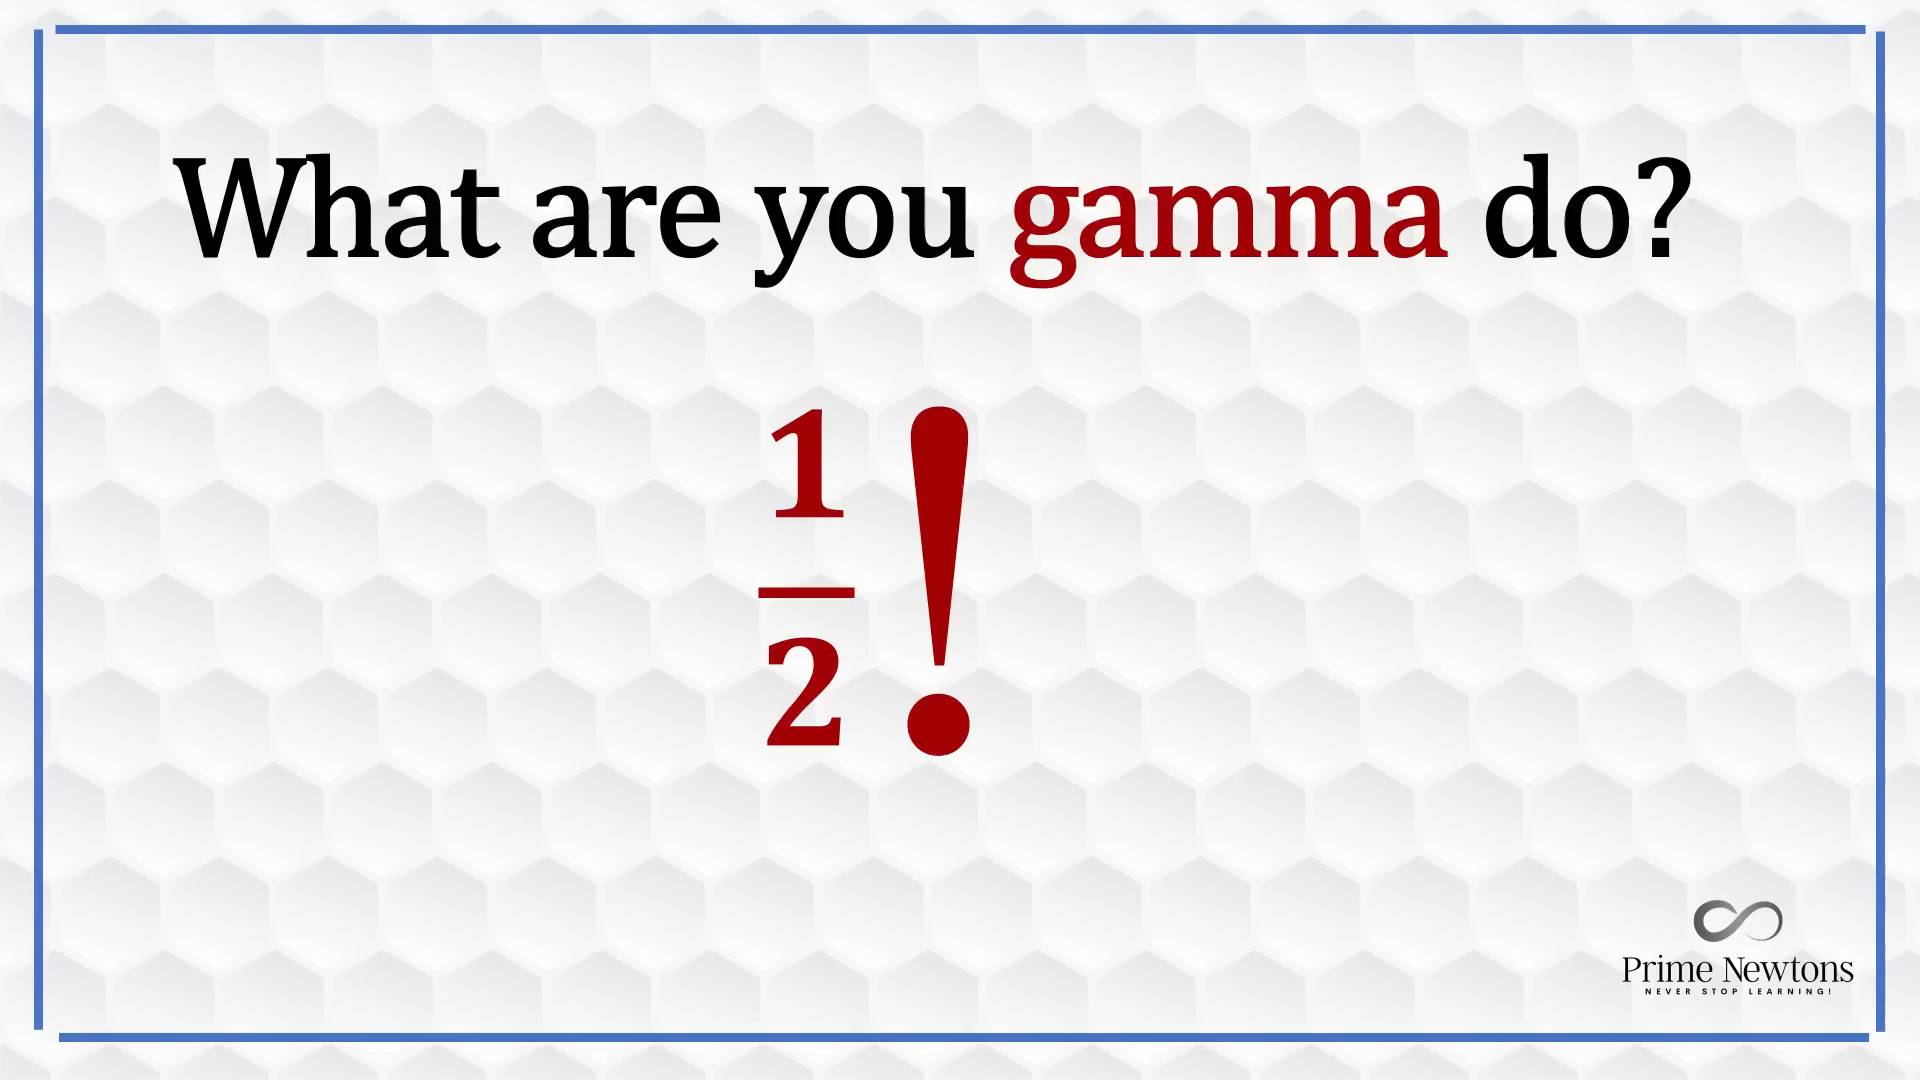 What are you gamma do?
1
2
!
Prime Newtons
NEVER STOP LEARNING!